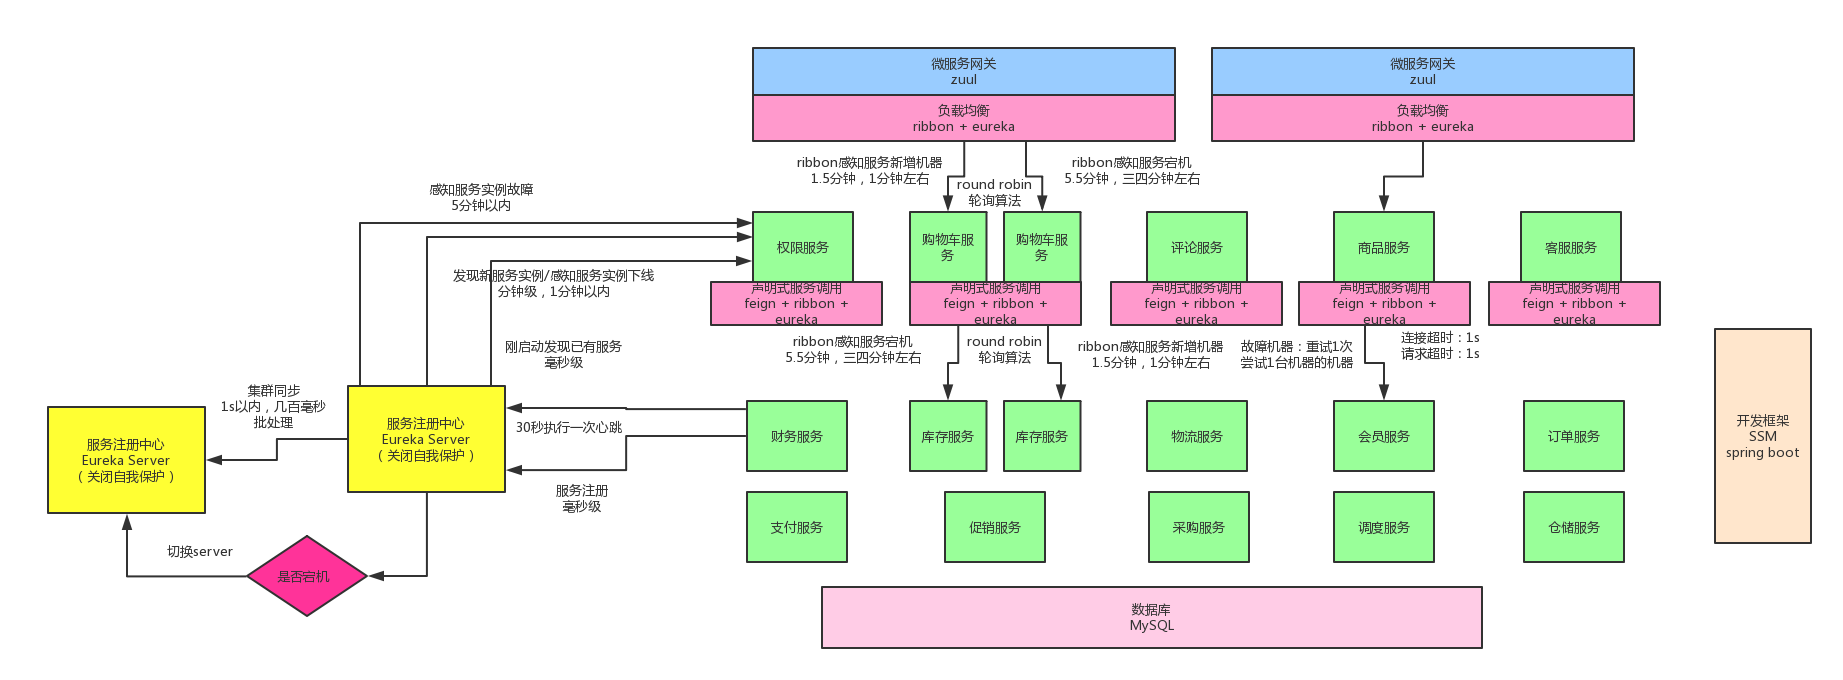 微服务网关
zuul
负载均衡
ribbon + eureka
微服务网关
zuul
负载均衡
ribbon + eureka
ribbon感知服务新增机器
1.5分钟，1分钟左右
round robin
轮询算法
ribbon感知服务宕机
5.5分钟，三四分钟左右
感知服务实例故障
5分钟以内
权限服务
购物车服
务
购物车服
务
评论服务
商品服务
客服服务
发现新服务实例/感知服务实例下线
分钟级，1分钟以内
声明式服务调用
feign + ribbon +
eureka
声明式服务调用
feign + ribbon +
eureka
声明式服务调用
feign + ribbon +
eureka
声明式服务调用
feign + ribbon +
eureka
声明式服务调用
feign + ribbon +
eureka
刚启动发现已有服务
毫秒级
ribbon感知服务宕机
5.5分钟，三四分钟左右
round robin
轮询算法
ribbon感知服务新增机器
1.5分钟，1分钟左右
故障机器：重试1次
尝试1台机器的机器
连接超时：1s
请求超时：1s
集群同步
1s以内，几百毫秒
批处理
服务注册中心
Eureka Server
（关闭自我保护）
服务注册中心
Eureka Server
（关闭自我保护）
30秒执行一次心跳
服务注册
毫秒级
财务服务
库存服务
库存服务
物流服务
会员服务
订单服务
开发框架
SSM
spring boot
支付服务
促销服务
采购服务
调度服务
仓储服务
切换server
是否宕机
数据库
MySQL